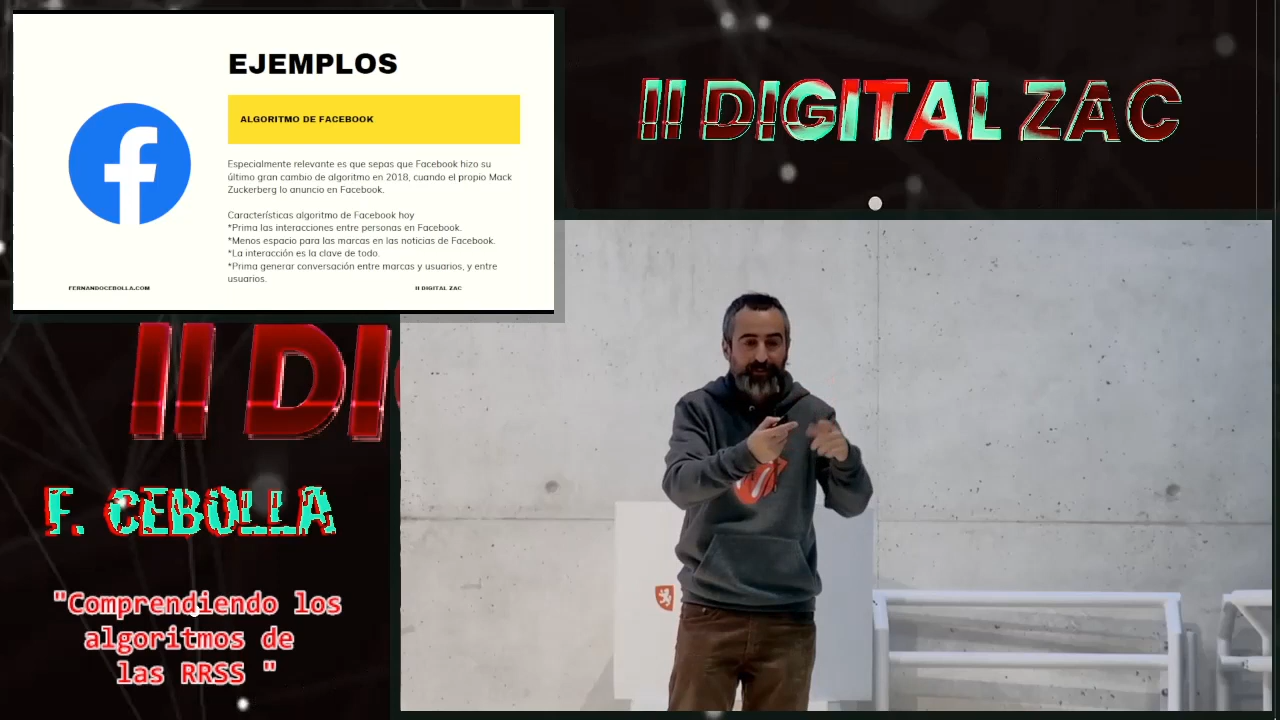 EJEMPLOS
ALGORITMO DE FACEBOOK
Especialmente relevante es que sepas que Facebook hizo su
último gran cambio de algoritmo en 2018, cuando el propio Mack
Zuckerberg lo anuncio en Facebook.
Características algoritmo de Facebook hoy
*Prima las interacciones entre personas en Facebook.
*Menos espacio para las marcas en las noticias de Facebook.
*La interacción es la clave de todo.
*Prima generar conversación entre marcas y usuarios, y entre
usuarios.
FERNANDOCEBOLLA.COM
II DIGITAL ZAC
II DIGITAL ZAC
II DI
F. CEBOLLA
"Comprendiendo los
algoritmos de
las RRSS "